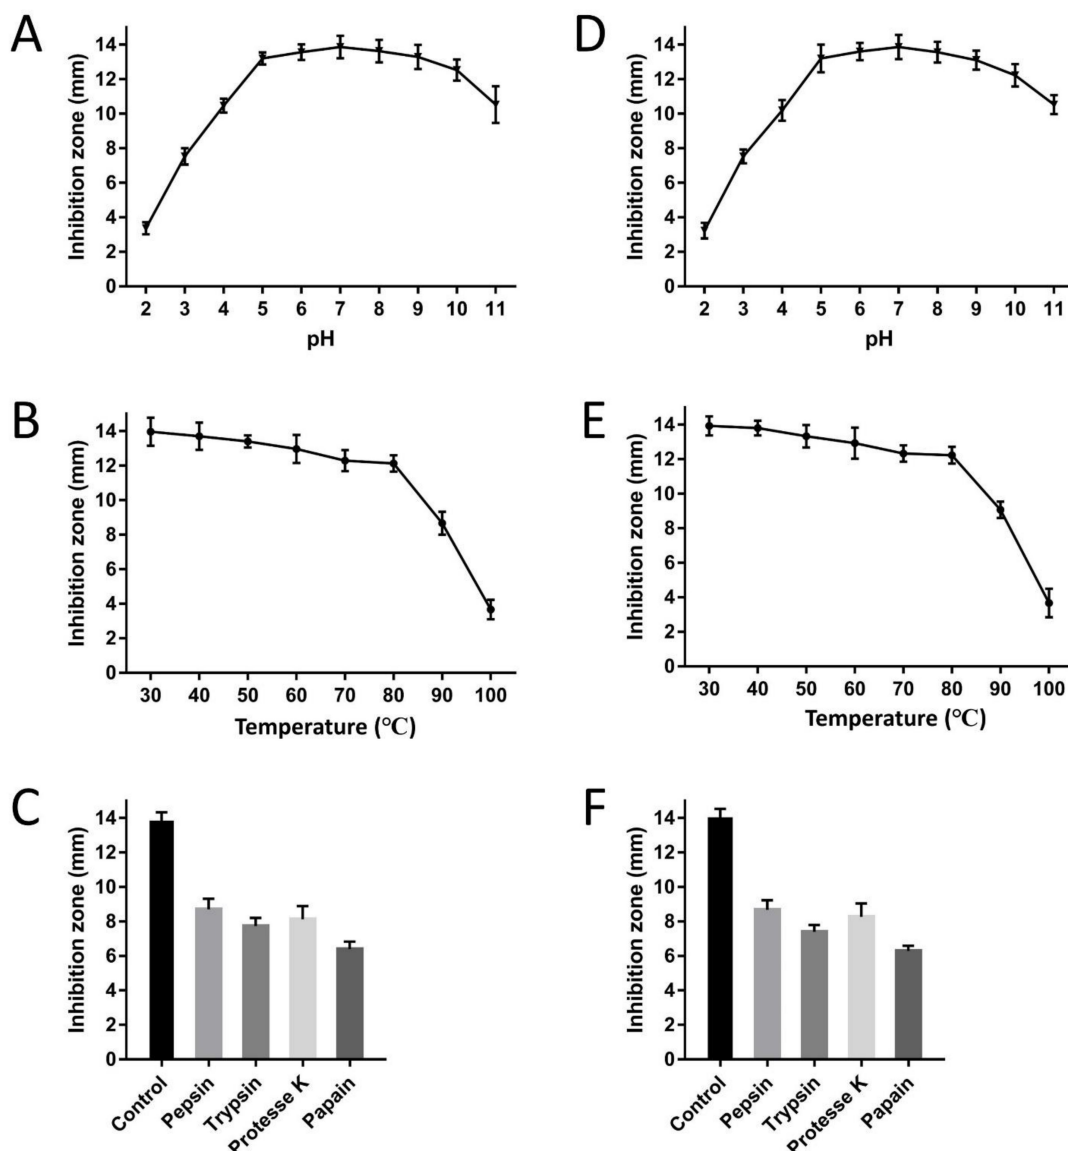 A
Inhibition zone (mm)
14
12
10
8
6
4
2
0
2 3 4 5 6 7 8 9 10 11
pH
D
Inhibition zone (mm)
14
12
10
8
6
4
2
0
2 3 4 5 6 7 8 9 10 11
pH
B
Inhibition zone (mm)
14
12
10
8
6
4
2
0
30 40 50 60 70 80 90 100
Temperature (°C)
E
Inhibition zone (mm)
14
12
10
8
6
4
2
0
30 40 50 60 70 80 90 100
Temperature (°C)
C
Inhibition zone (mm)
14
12
10
8
6
4
2
0
Control
Pepsin
Trypsin
Protesse K
Papain
F
Inhibition zone (mm)
14
12
10
8
6
4
2
0
Control
Pepsin
Trypsin
Protesse K
Papain